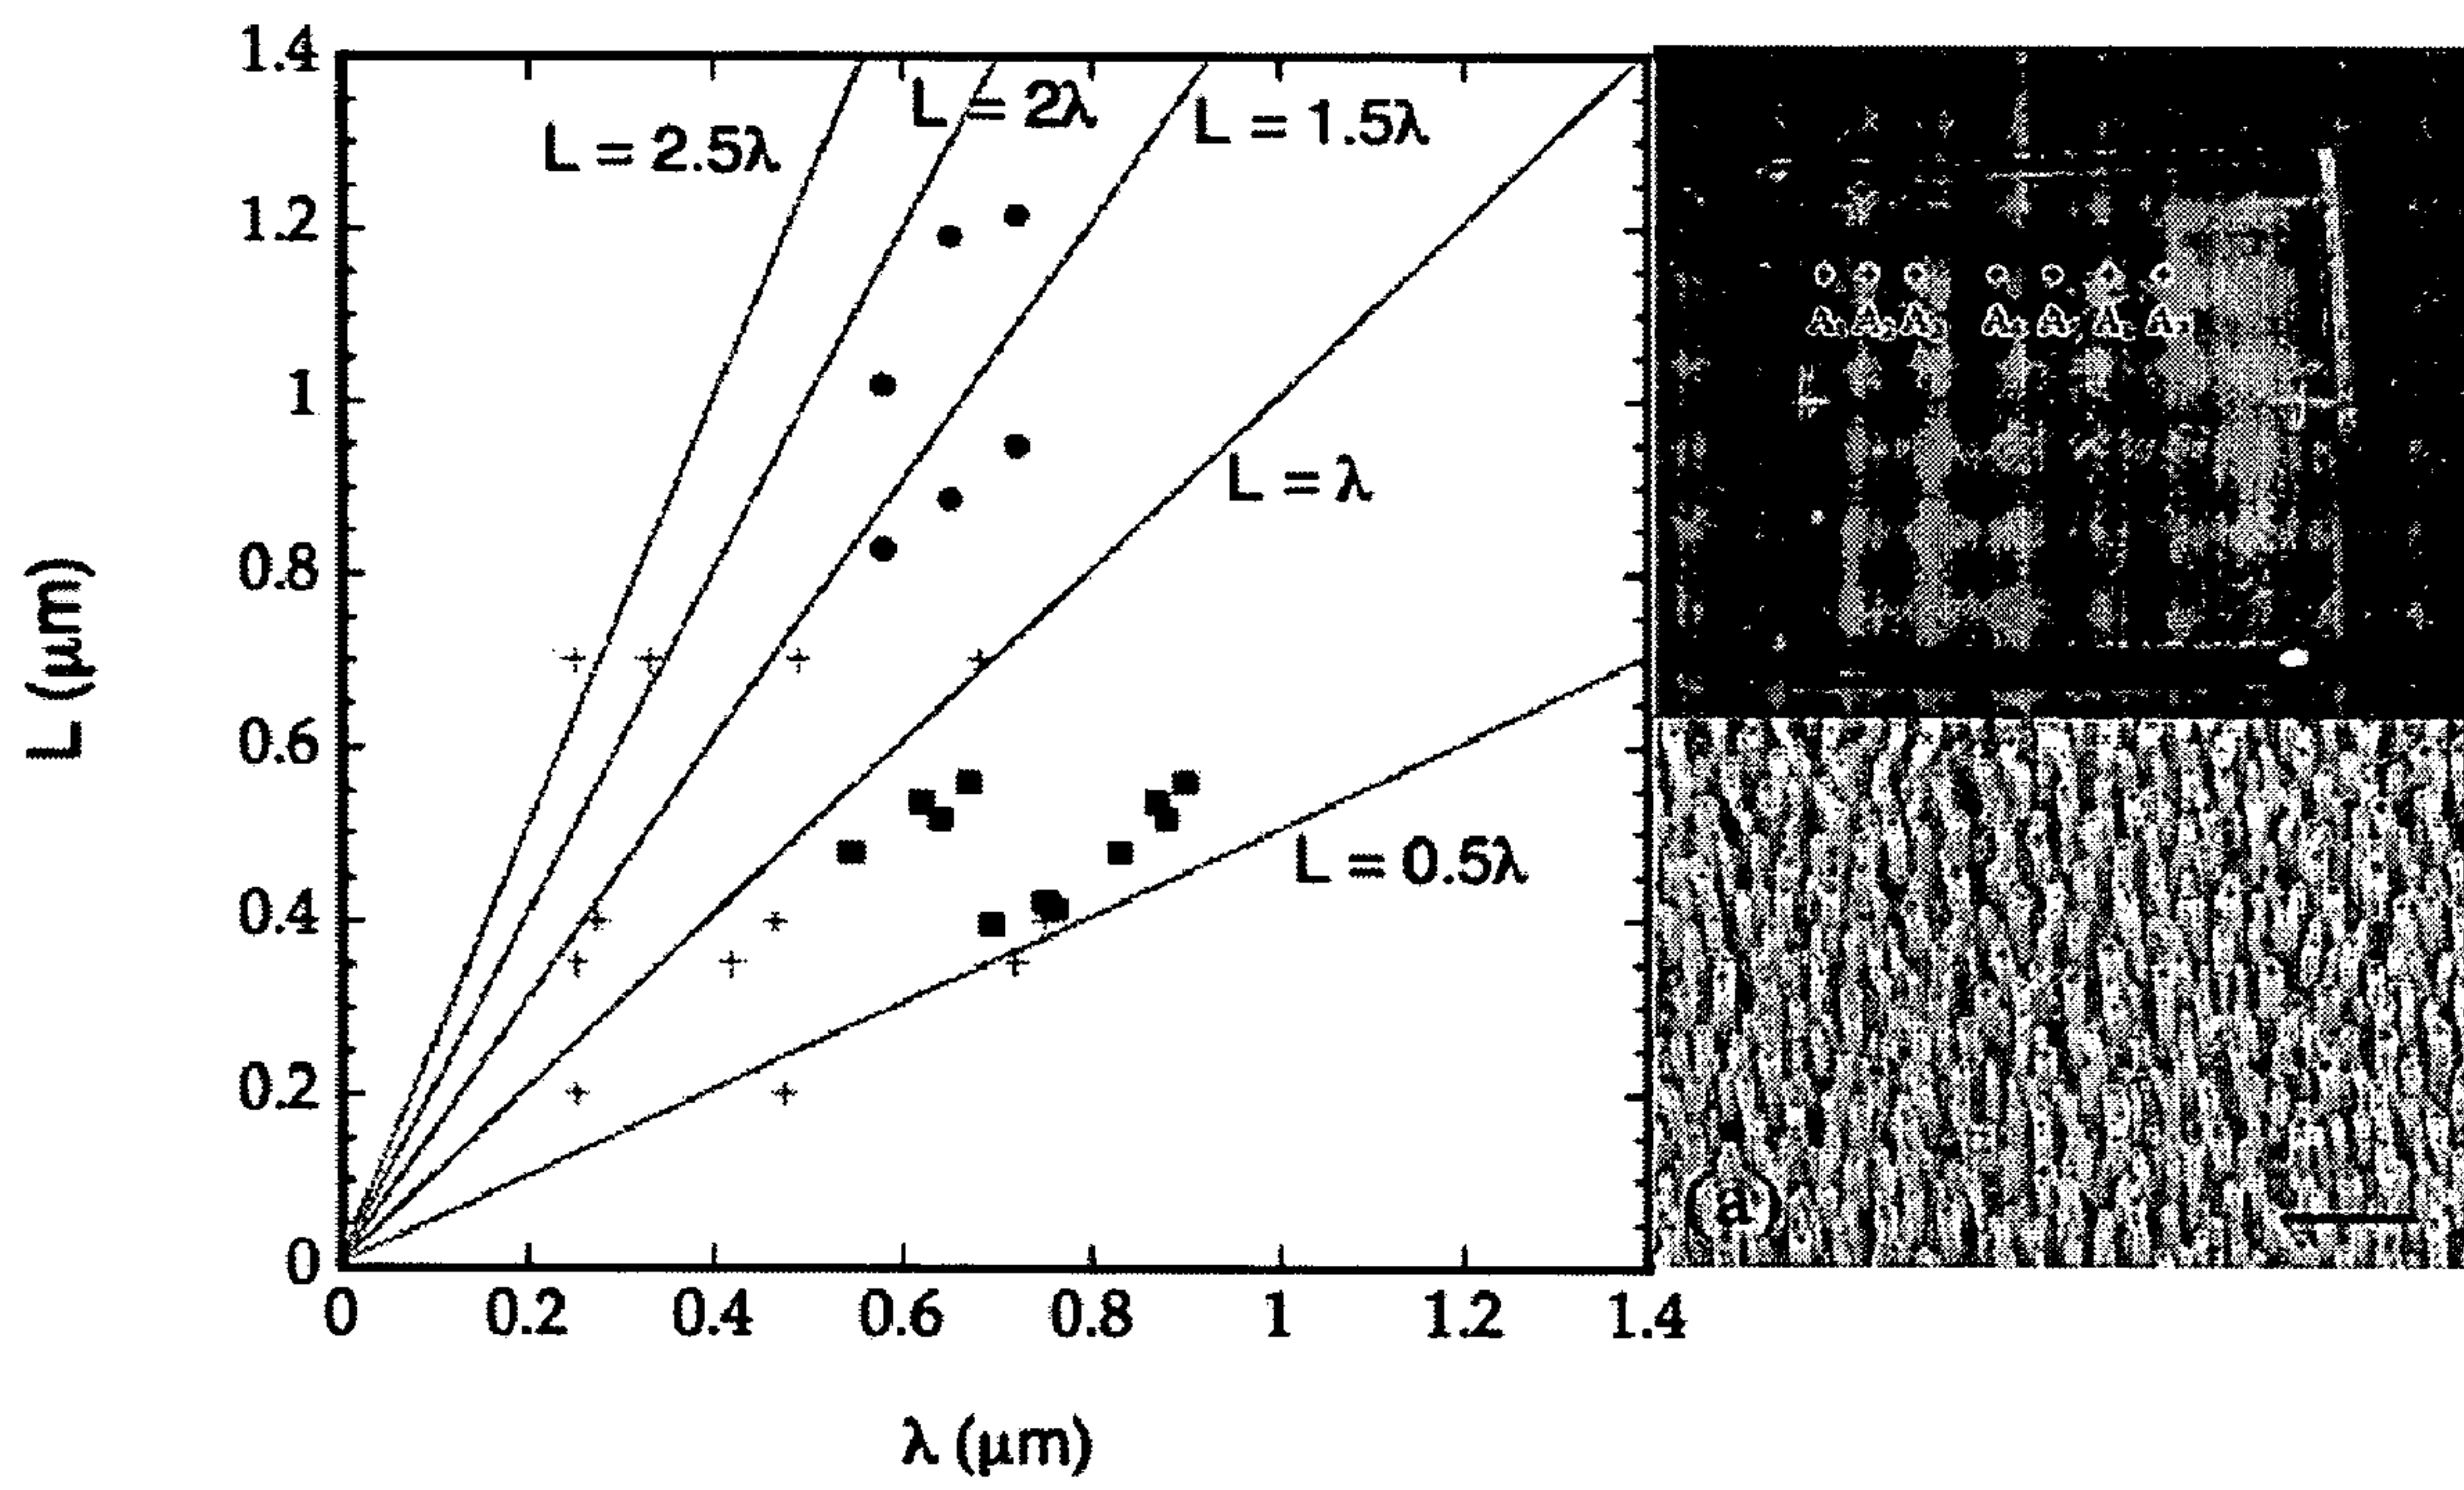 1.4
1.2
1
0.8
0.6
0.4
0.2
0
L (μm)
L = 2.5λ
L = 2λ
L = 1.5λ
L = λ
L = 0.5λ
0 0.2 0.4 0.6 0.8 1 1.2 1.4
λ (μm)
A A A A A A A
(a)